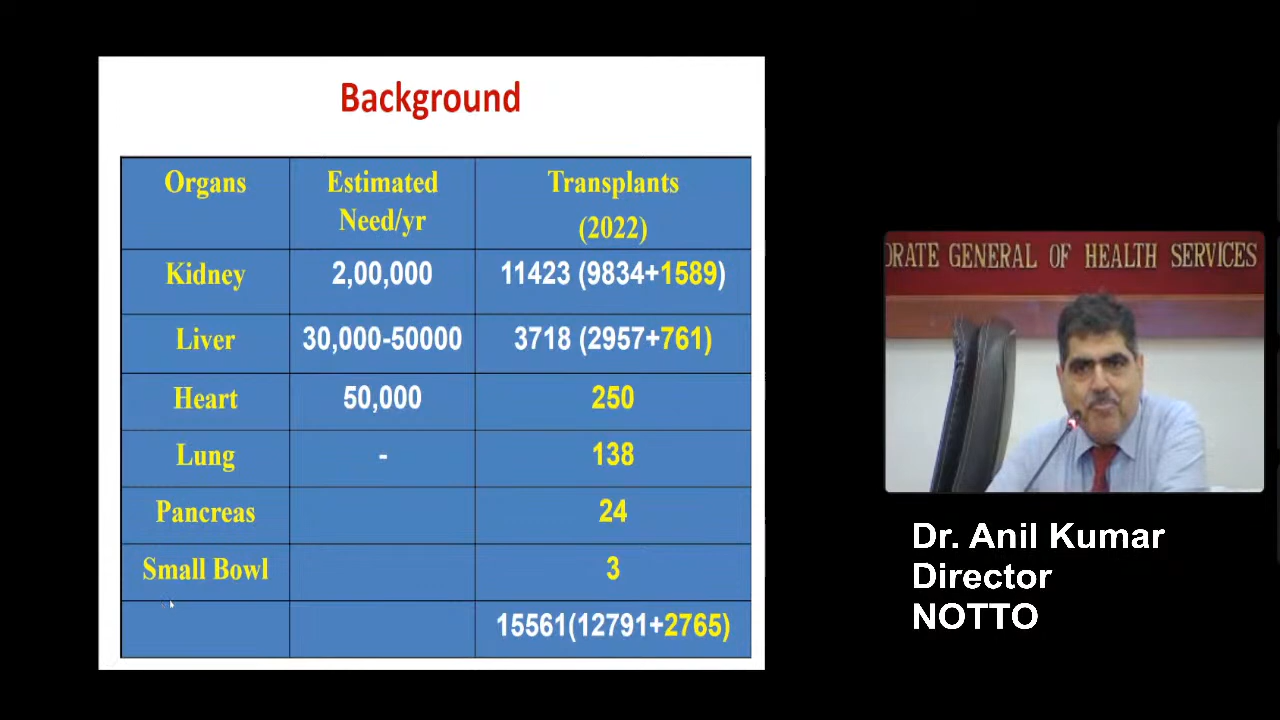 Background
Organs
Estimated
Need/yr
Transplants
(2022)
Kidney
2,00,000
11423 (9834+1589)
Liver
30,000-50000
3718 (2957+761)
Heart
50,000
250
Lung
-
138
Pancreas
24
Small Bowl
3
15561(12791+2765)
ORATE GENERAL OF HEALTH SERVICES
Dr. Anil Kumar
Director
NOTTO